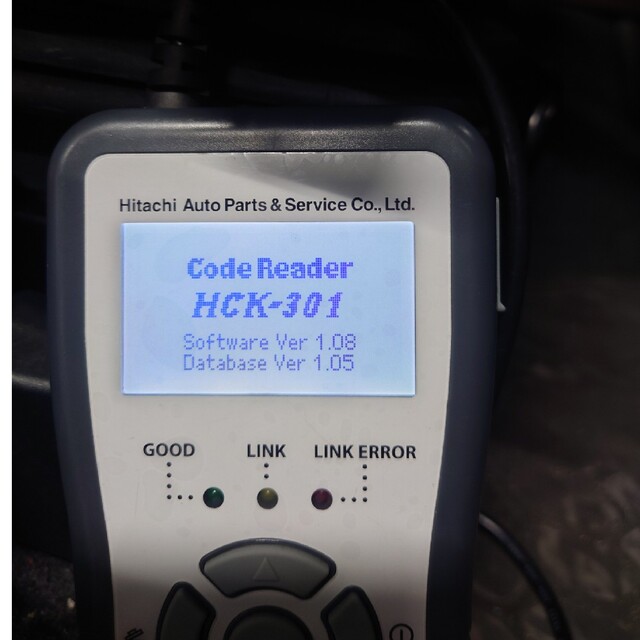 Hitachi Auto Parts & Service Co., Ltd.
Code Reader
HCK-301
Software Ver 1.08
Database Ver 1.05
GOOD
LINK
LINK ERROR